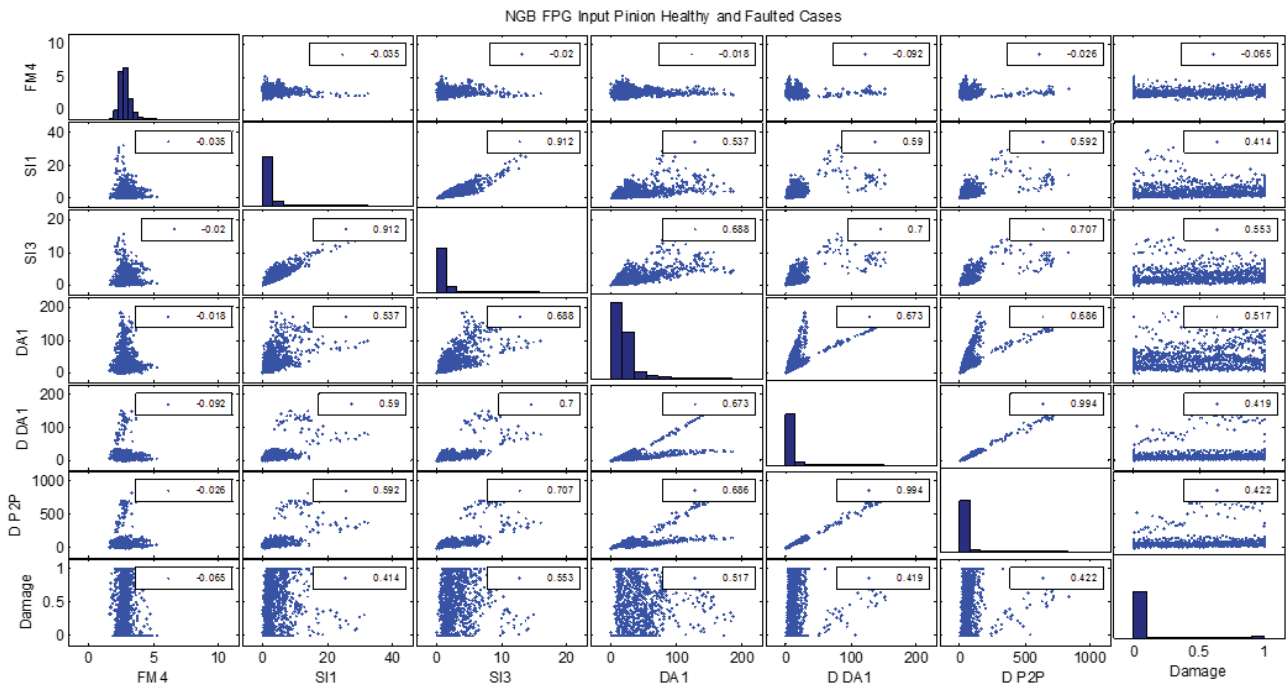 NGB FPG Input Pinion Healthy and Faulted Cases
FM4
10
5
0
-0.035
-0.02
-0.018
-0.092
-0.026
-0.065
SI1
40
20
0
-0.035
0.912
0.537
0.59
0.592
0.414
SI3
20
10
0
-0.02
0.912
0.688
0.7
0.707
0.553
DA1
200
100
0
-0.018
0.537
0.688
0.673
0.686
0.517
D DA1
200
100
0
-0.092
0.59
0.7
0.673
0.994
0.419
D P2P
1000
500
0
-0.026
0.592
0.707
0.686
0.994
0.422
Damage
1
0.5
0
-0.065
0.414
0.553
0.517
0.419
0.422
0 5 10
0 20 40
0 10 20
0 100 200
0 100 200
0 500 1000
0 0.5 1
FM4
SI1
SI3
DA1
D DA1
D P2P
Damage